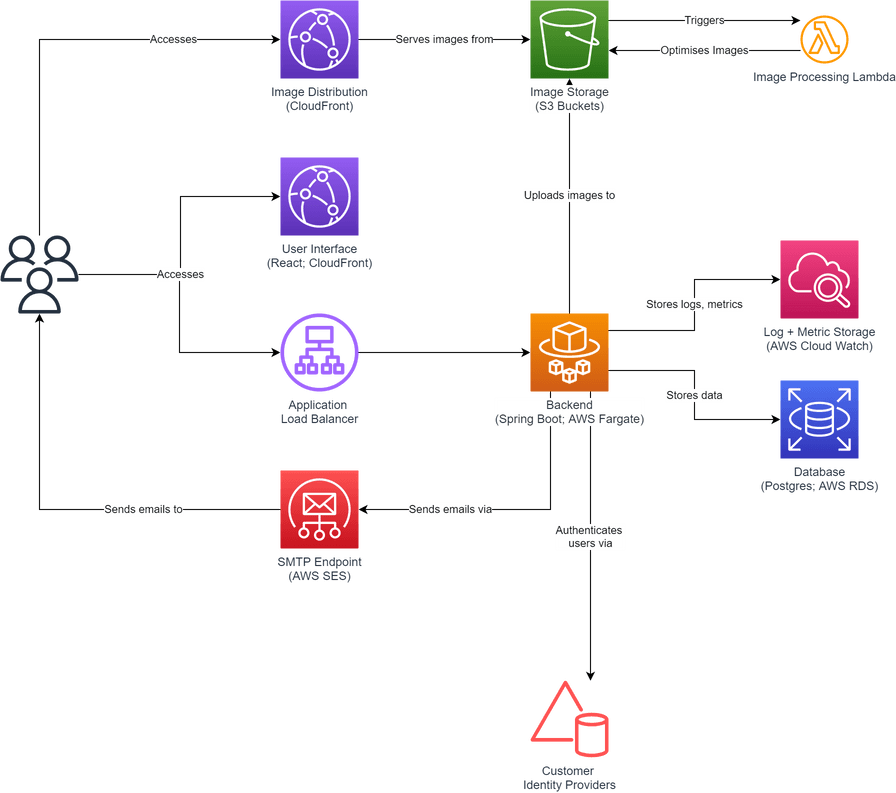 Triggers
Accesses
Serves images from
Optimises Images
Image Processing Lambda
Image Distribution
(CloudFront)
Image Storage
(S3 Buckets)
Uploads images to
User Interface
(React; CloudFront)
Accesses
Stores logs, metrics
Log + Metric Storage
(AWS Cloud Watch)
Application
Load Balancer
Backend
(Spring Boot; AWS Fargate)
Stores data
Database
(Postgres; AWS RDS)
Sends emails to
Sends emails via
SMTP Endpoint
(AWS SES)
Authenticates
users via
Customer
Identity Providers